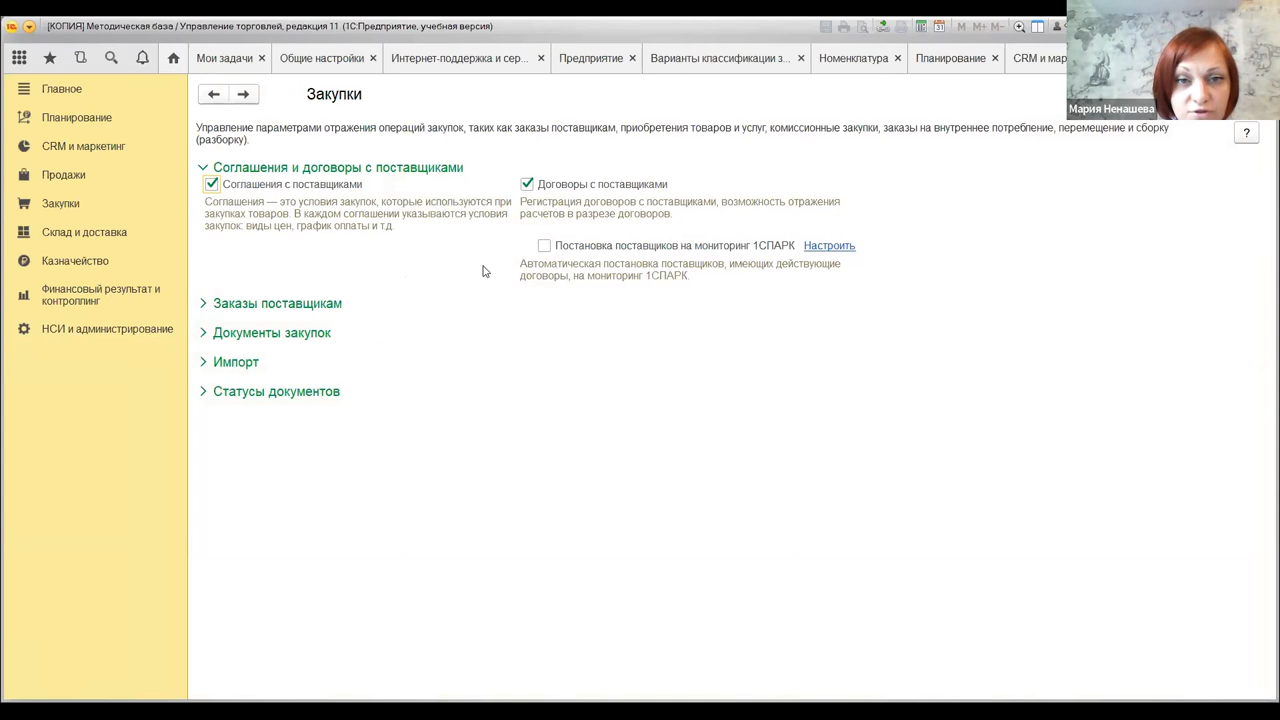 [КОПИЯ] Методическая база / Управление торговлей, редакция 11 (1С:Предприятие, учебная версия)
M M+ M-
Мои задачи × Общие настройки × Интернет-поддержка и сер... × Предприятие × Варианты классификации з... × Номенклатура × Планирование × CRM и мар
Мария Ненашева
Главное
Планирование
CRM и маркетинг
Продажи
Закупки
Склад и доставка
Казначейство
Финансовый результат и
контроллинг
НСИ и администрирование
Закупки
?
Управление параметрами отражения операций закупок, таких как заказы поставщикам, приобретения товаров и услуг, комиссионные закупки, заказы на внутреннее потребление, перемещение и сборку
(разборку).
Соглашения и договоры с поставщиками
Соглашения с поставщиками
Соглашения — это условия закупок, которые используются при
закупках товаров. В каждом соглашении указываются условия
закупок: виды цен, график оплаты и т.д.
Договоры с поставщиками
Регистрация договоров с поставщиками, возможность отражения
расчетов в разрезе договоров.
Постановка поставщиков на мониторинг 1СПАРК Настроить
Автоматическая постановка поставщиков, имеющих действующие
договоры, на мониторинг 1СПАРК.
Заказы поставщикам
Документы закупок
Импорт
Статусы документов